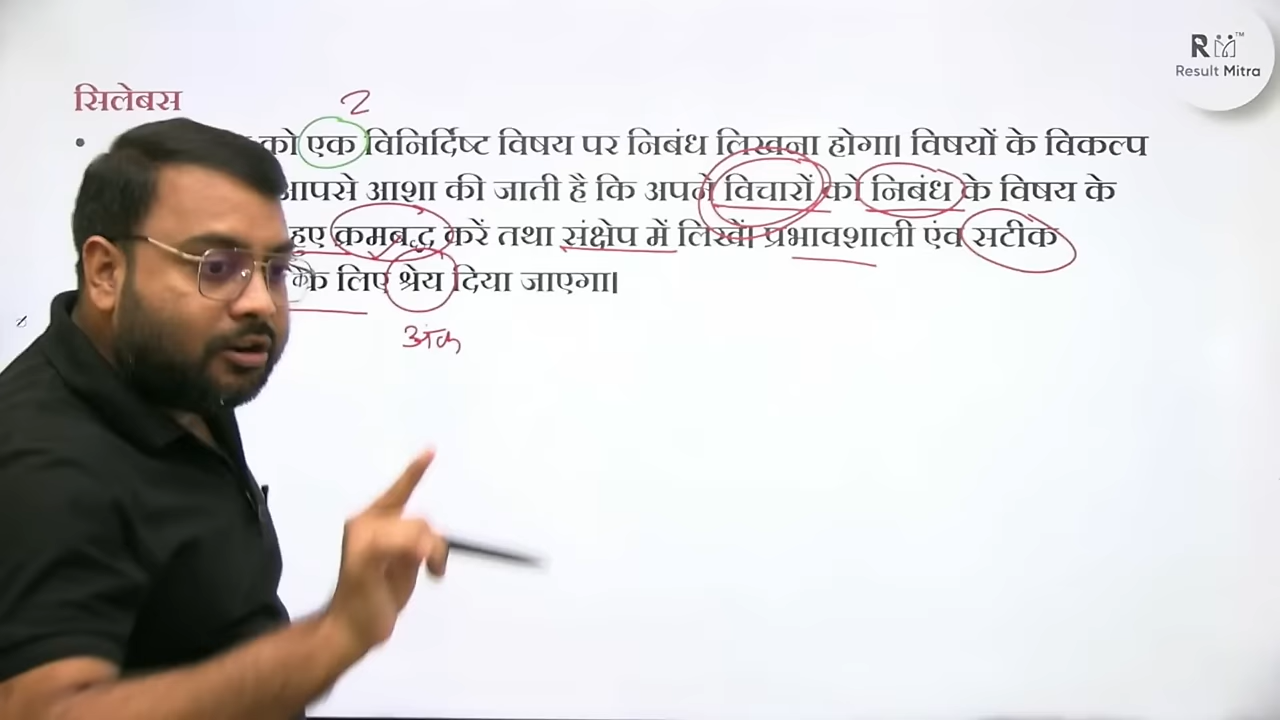 RM™
Result Mitra
सिलेबस
2
को एक विनिर्दिष्ट विषय पर निबंध लिखना होगा। विषयों के विकल्प
आपसे आशा की जाती है कि अपने विचारों को निबंध के विषय के
हुए क्रमबद्ध करें तथा संक्षेप में लिखें। प्रभावशाली एंव सटीक
के लिए श्रेय दिया जाएगा।
अंक